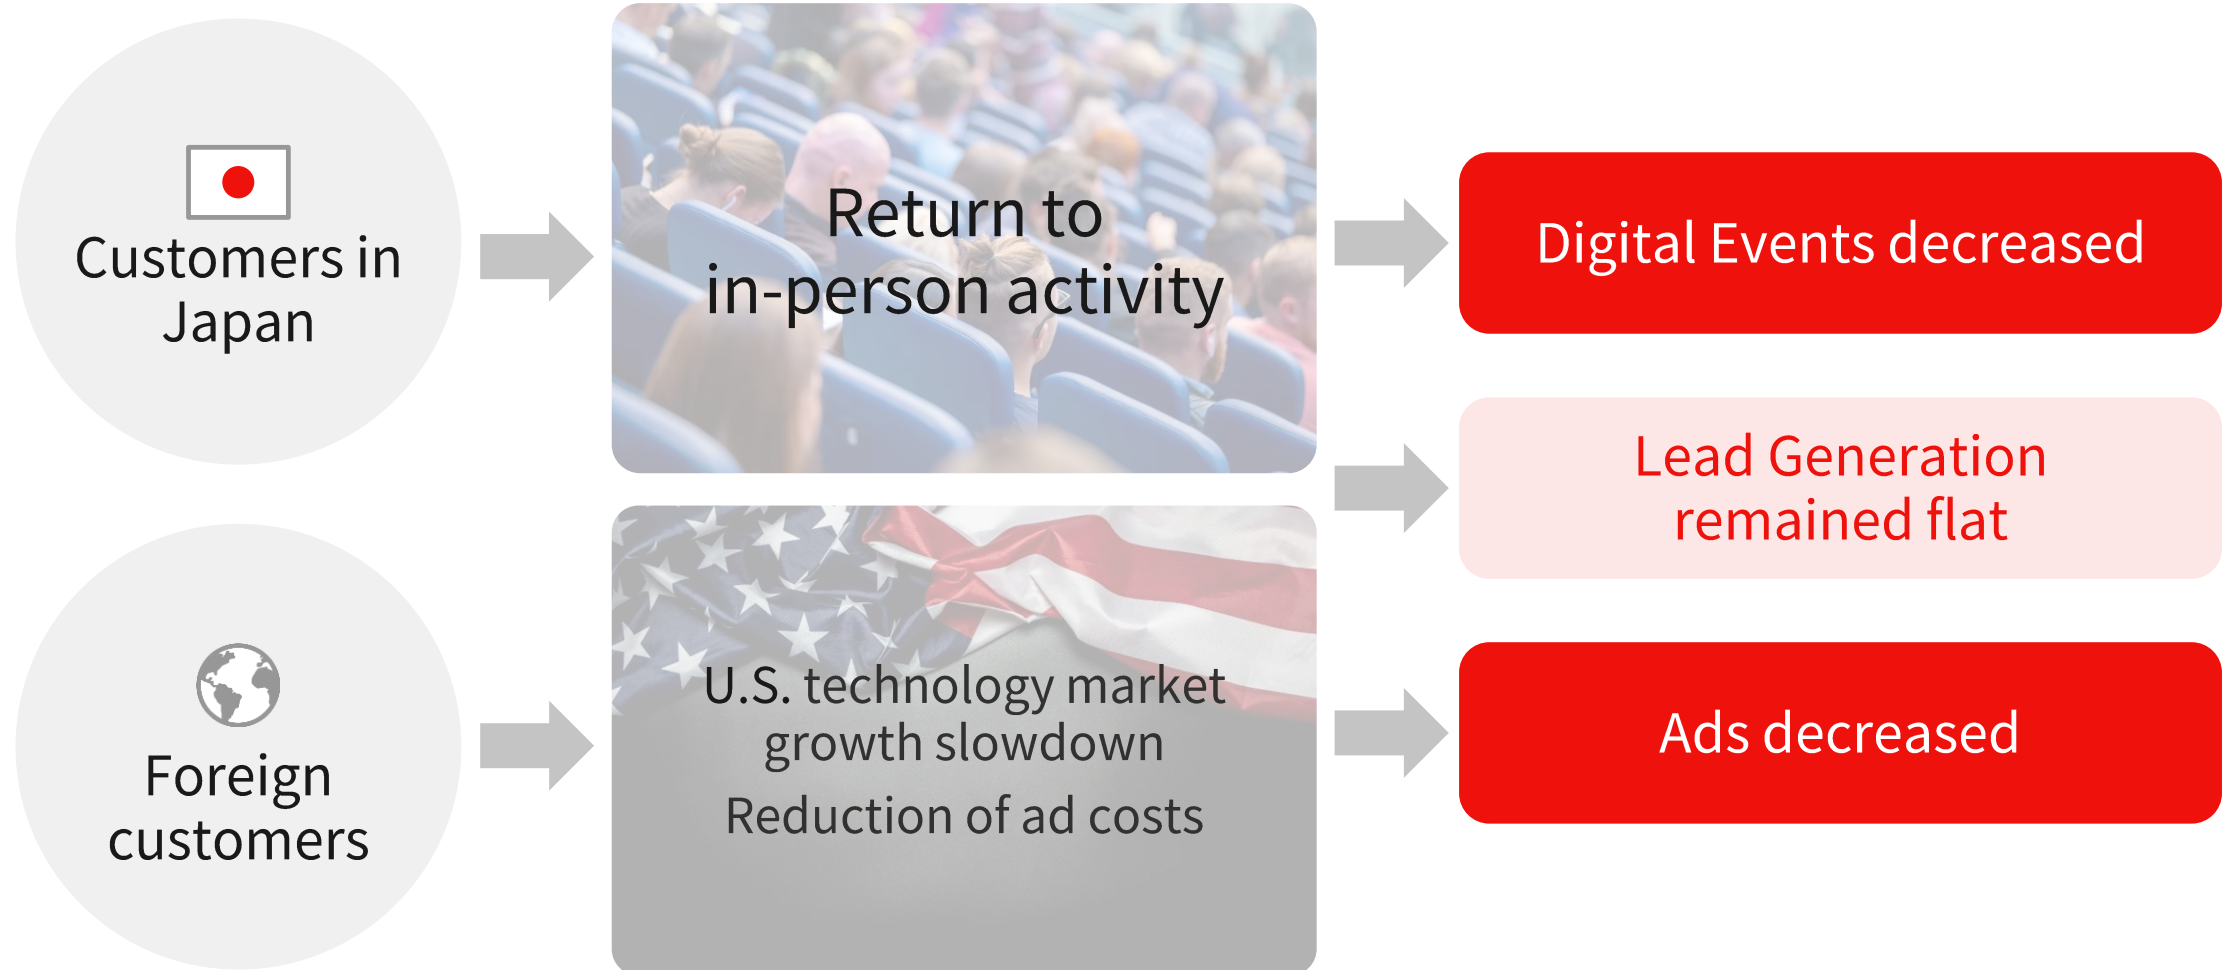 Customers in
Japan
Return to
in-person activity
Digital Events decreased
Lead Generation
remained flat
Foreign
customers
U.S. technology market
growth slowdown
Reduction of ad costs
Ads decreased